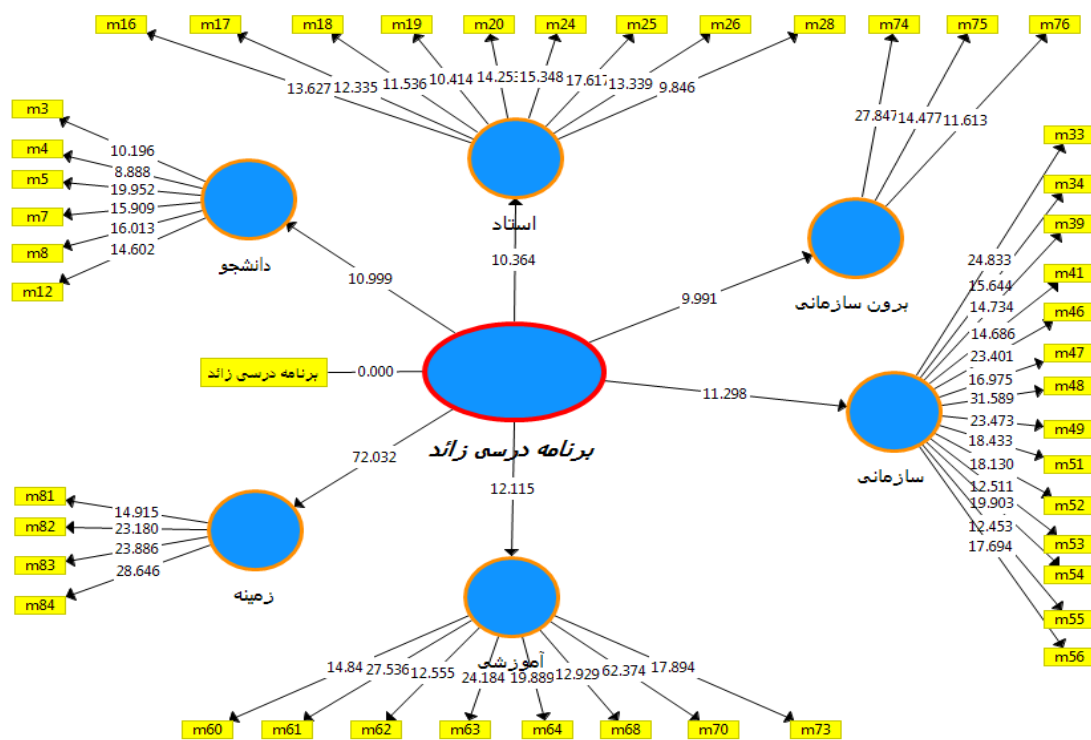 m16 m17 m18 m19 m20 m24 m25 m26 m28 m74 m75 m76
13.627 12.335 11.536 10.414 14.253 15.348 17.617 13.339 9.846
27.847 14.477 11.613
استاد
برون سازمانی
m3
m4
m5
m7
m8
m12
10.196
8.888
19.952
15.909
16.013
14.602
دانشجو
10.999
10.364
9.991
11.298
72.032
12.115
برنامه درسی زائد
0.000
برنامه درسی زائد
m33
m34
m39
m41
m46
m47
m48
m49
m51
m52
m53
m54
m55
m56
24.833
15.644
14.734
14.686
23.401
16.975
31.589
23.473
18.433
18.130
12.511
19.903
12.453
17.694
سازمانی
m81
m82
m83
m84
14.915
23.180
23.886
28.646
زمینه
آموزشی
14.84 27.536 12.555 24.184 19.889 12.929 62.374 17.894
m60 m61 m62 m63 m64 m68 m70 m73